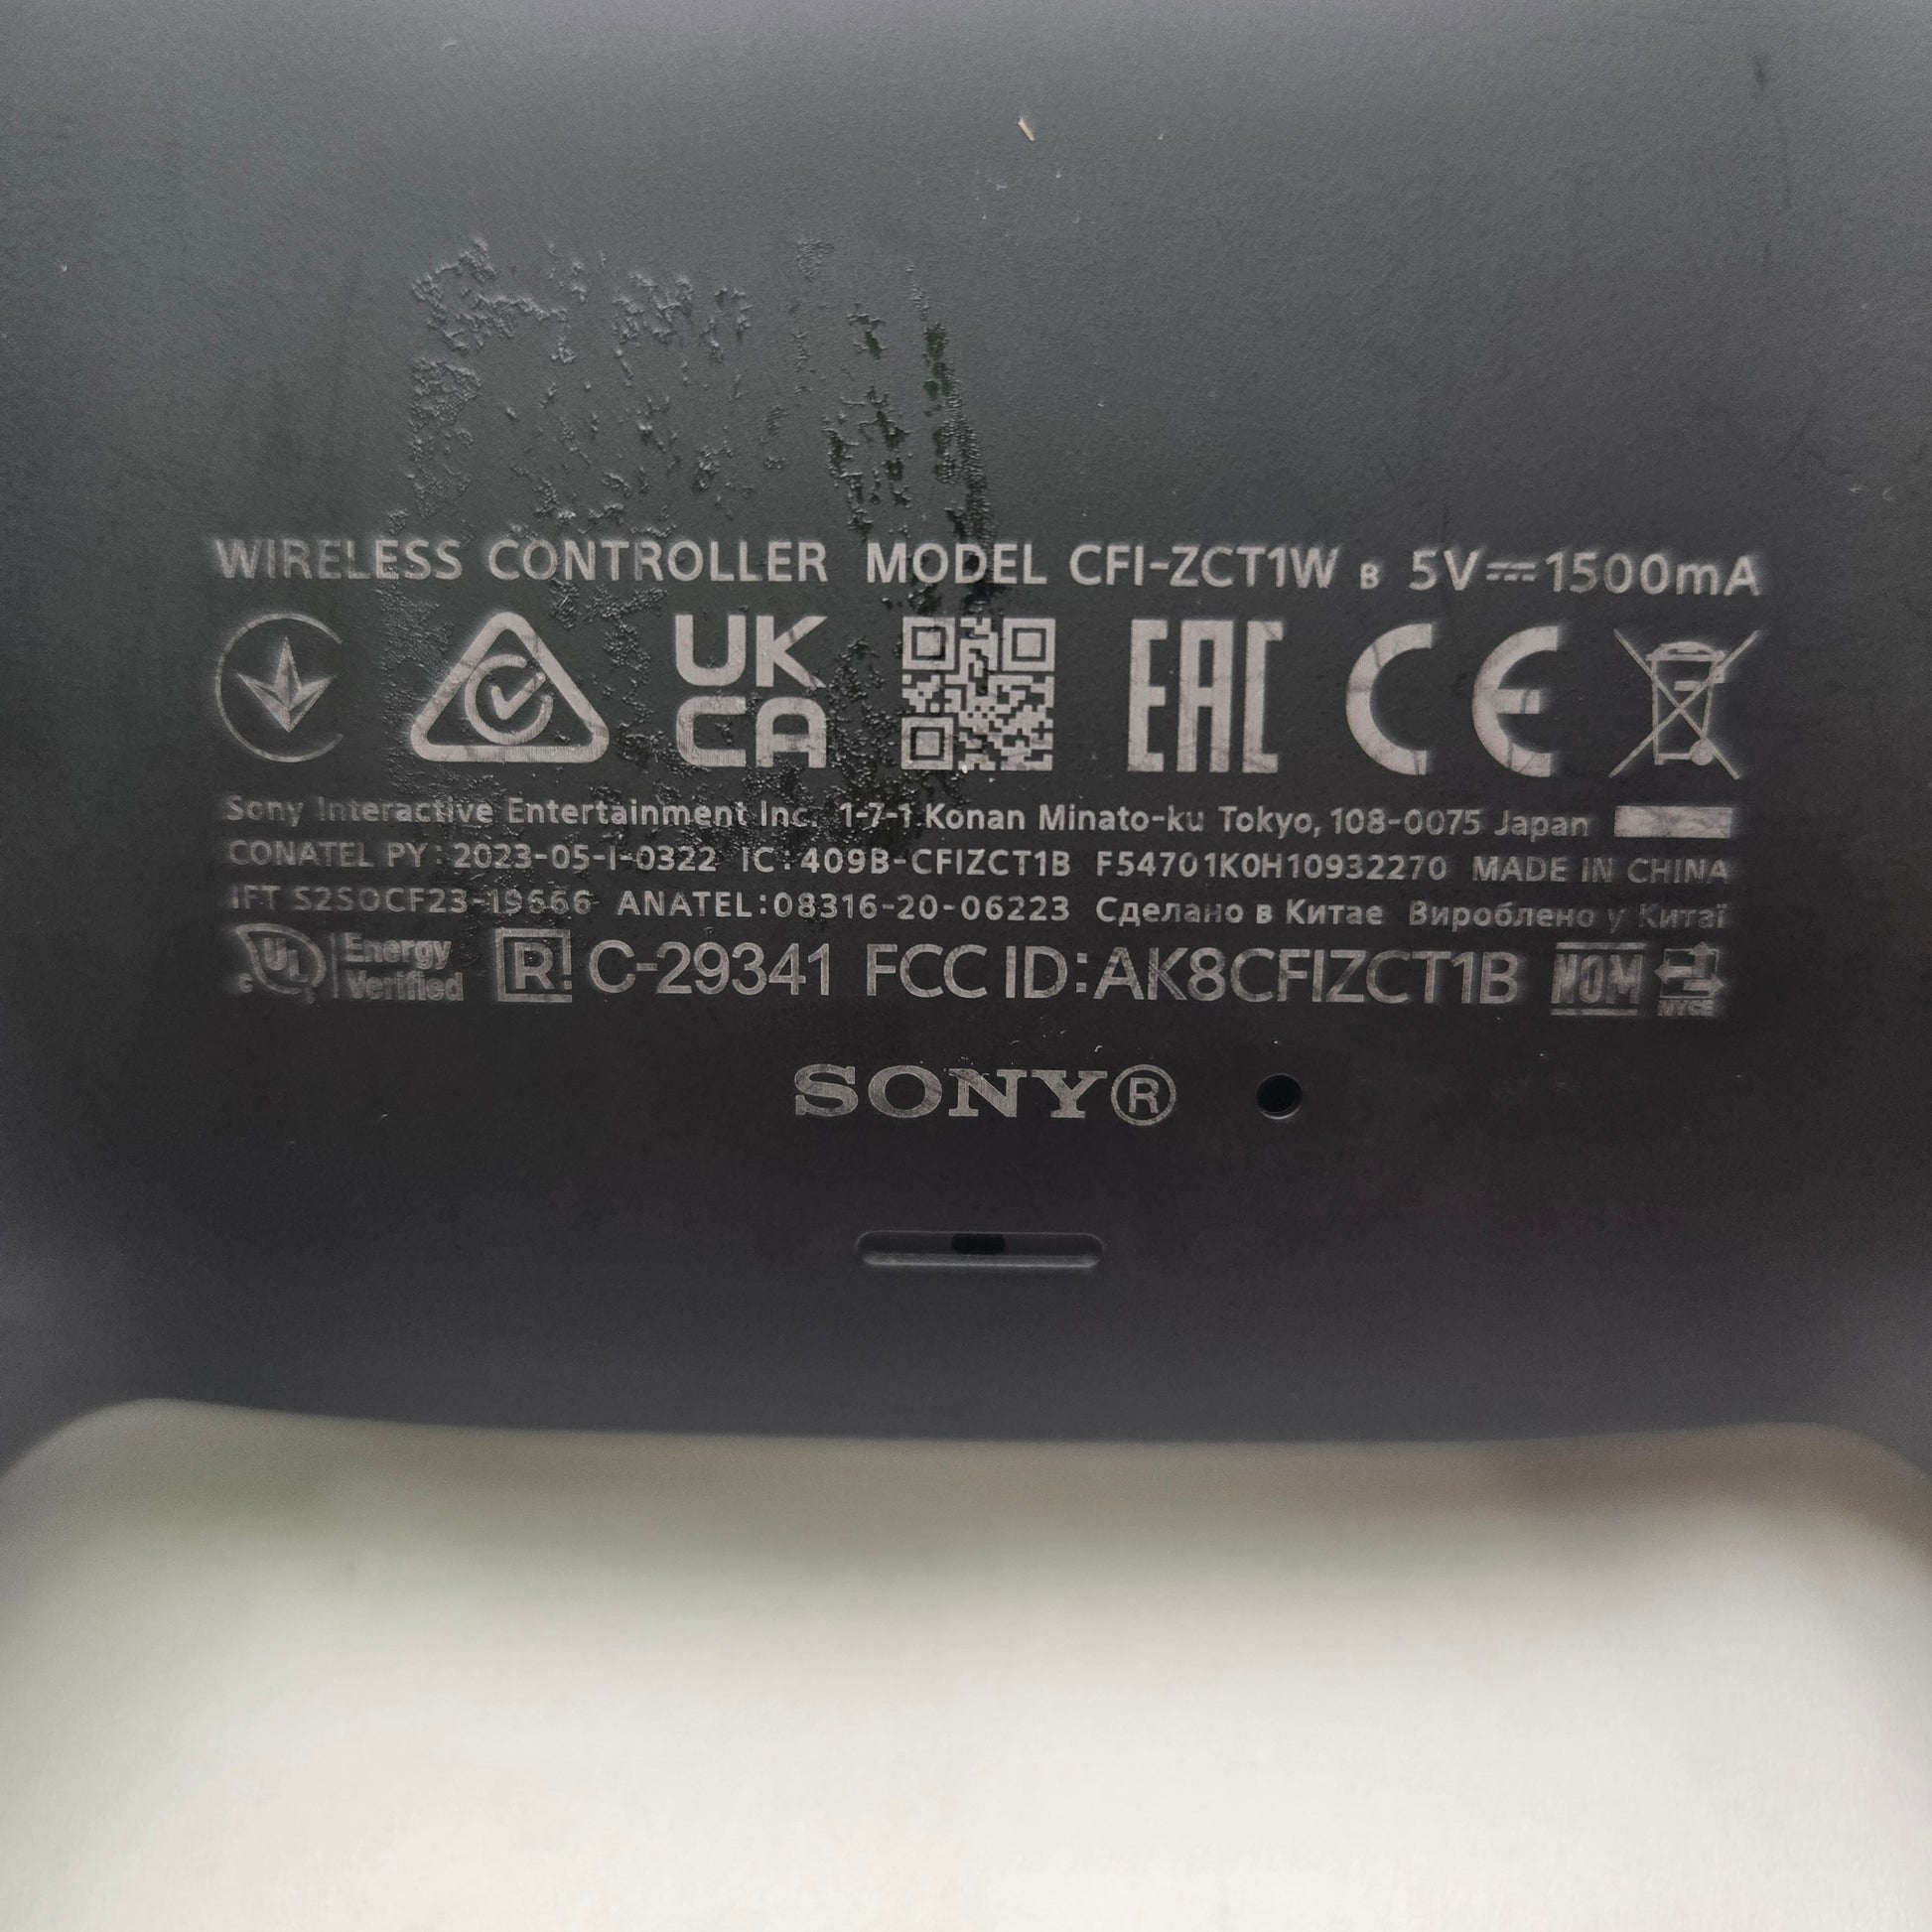 WIRELESS CONTROLLER MODEL CFI-ZCT1W B 5V⎓1500mA
UK CA EAC CE
Sony Interactive Entertainment Inc. 1-7-1 Konan Minato-ku Tokyo, 108-0075 Japan
CONATEL PY: 2023-05-I-0322 IC: 409B-CFIZCT1B F54701K0H10932270 MADE IN CHINA
IFT S2SOCF23-19666 ANATEL:08316-20-06223 Сделано в Китае Вироблено у Китаї
c UL Energy Verified R! C-29341 FCC ID:AK8CFIZCT1B NOM NYCE
SONY®